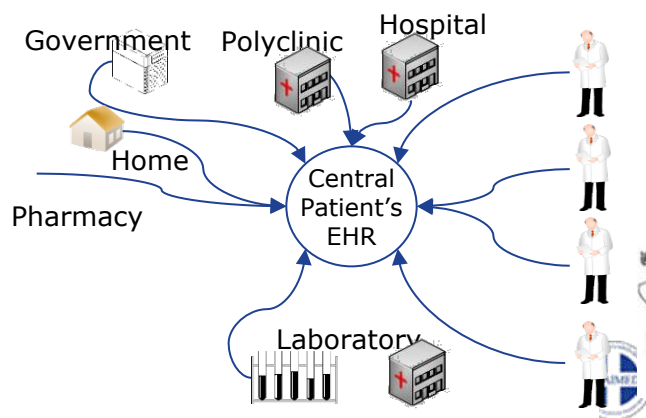 Government
Polyclinic
Hospital
Home
Pharmacy
Central
Patient's
EHR
Laboratory